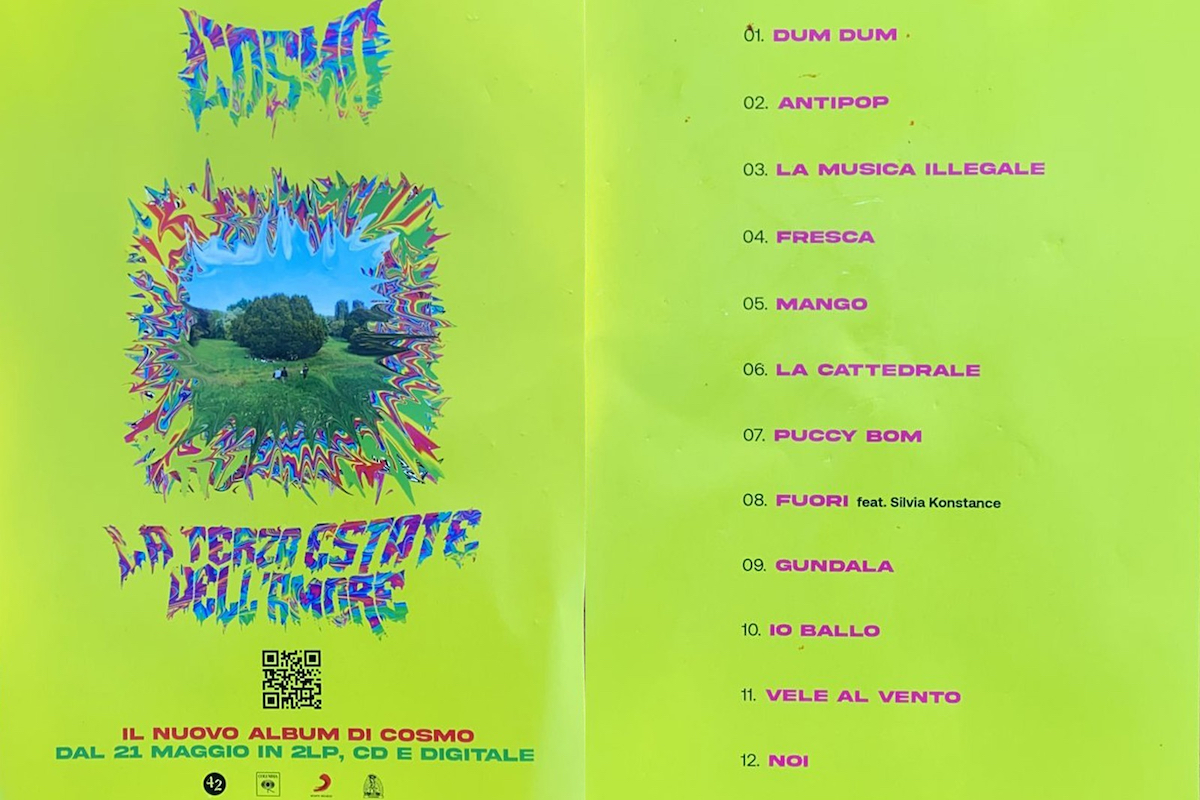 COSMO
LA TERZA ESTATE
DELL'AMORE
IL NUOVO ALBUM DI COSMO
DAL 21 MAGGIO IN 2LP, CD E DIGITALE
42
COLUMBIA
01. DUM DUM
02. ANTIPOP
03. LA MUSICA ILLEGALE
04. FRESCA
05. MANGO
06. LA CATTEDRALE
07. PUCCY BOM
08. FUORI feat. Silvia Konstance
09. GUNDALA
10. IO BALLO
11. VELE AL VENTO
12. NOI